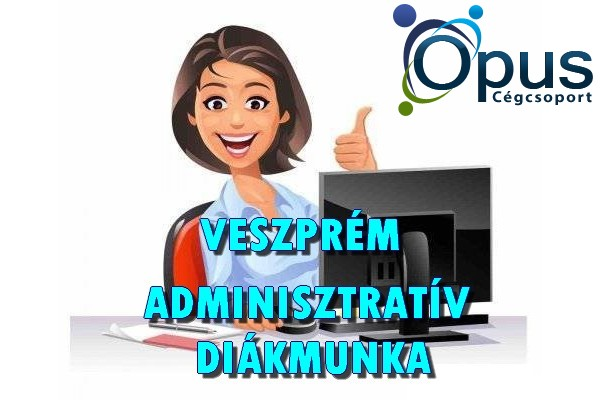 Opus
Cégcsoport
VESZPRÉM
ADMINISZTRATÍV
DIÁKMUNKA